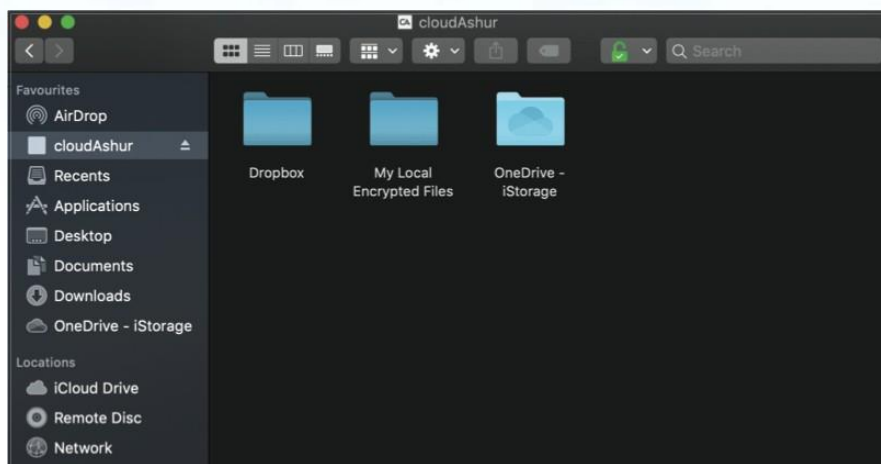 CA cloudAshur
Search
Favourites
AirDrop
cloudAshur
Recents
Applications
Desktop
Documents
Downloads
OneDrive - iStorage
Locations
iCloud Drive
Remote Disc
Network
Dropbox
My Local
Encrypted Files
OneDrive -
iStorage